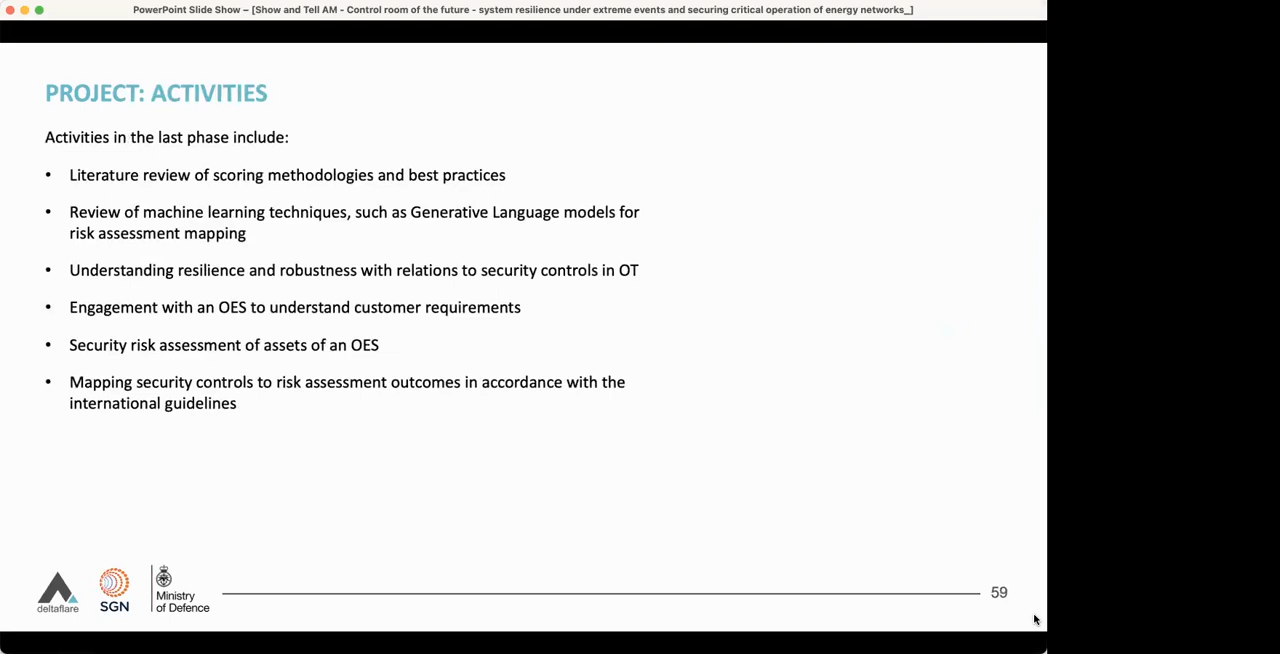 PowerPoint Slide Show – [Show and Tell AM - Control room of the future - system resilience under extreme events and securing critical operation of energy networks_]
PROJECT: ACTIVITIES
Activities in the last phase include:
• Literature review of scoring methodologies and best practices
• Review of machine learning techniques, such as Generative Language models for
risk assessment mapping
• Understanding resilience and robustness with relations to security controls in OT
• Engagement with an OES to understand customer requirements
• Security risk assessment of assets of an OES
• Mapping security controls to risk assessment outcomes in accordance with the
international guidelines
deltaflare
SGN
Ministry
of Defence
59